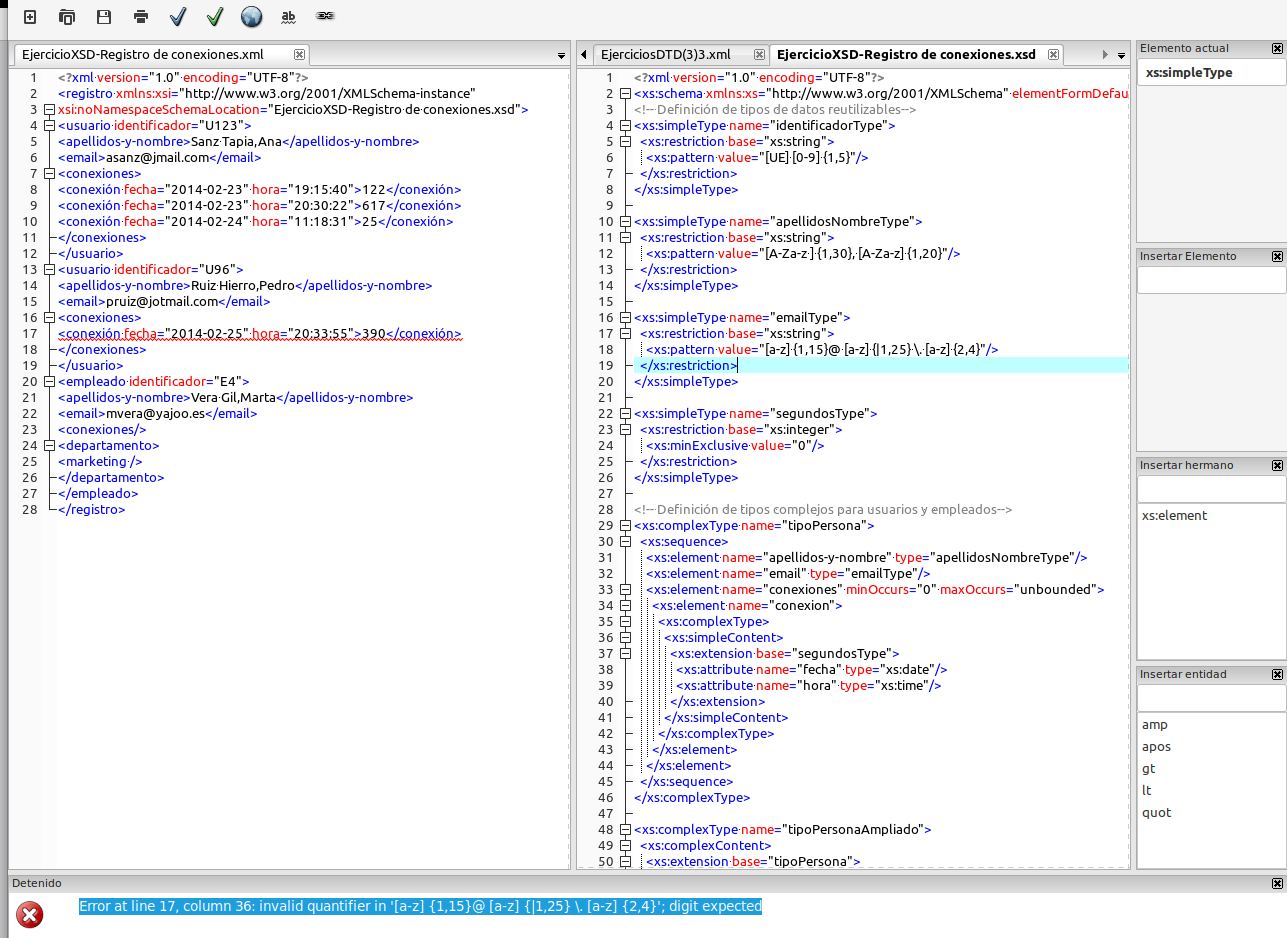 EjercicioXSD-Registro de conexiones.xml
1 <?xml version="1.0" encoding="UTF-8"?>
2 <registro xmlns:xsi="http://www.w3.org/2001/XMLSchema-instance"
3 xsi:noNamespaceSchemaLocation="EjercicioXSD-Registro de conexiones.xsd">
4 <usuario identificador="U123">
5 <apellidos-y-nombre>Sanz Tapia,Ana</apellidos-y-nombre>
6 <email>asanz@jmail.com</email>
7 <conexiones>
8 <conexión fecha="2014-02-23" hora="19:15:40">122</conexión>
9 <conexión fecha="2014-02-23" hora="20:30:22">617</conexión>
10 <conexión fecha="2014-02-24" hora="11:18:31">25</conexión>
11 </conexiones>
12 </usuario>
13 <usuario identificador="U96">
14 <apellidos-y-nombre>Ruiz Hierro,Pedro</apellidos-y-nombre>
15 <email>pruiz@jotmail.com</email>
16 <conexiones>
17 <conexión fecha="2014-02-25" hora="20:33:55">390</conexión>
18 </conexiones>
19 </usuario>
20 <empleado identificador="E4">
21 <apellidos-y-nombre>Vera Gil,Marta</apellidos-y-nombre>
22 <email>mvera@yajoo.es</email>
23 <conexiones/>
24 <departamento>
25 <marketing />
26 </departamento>
27 </empleado>
28 </registro>
EjerciciosDTD(3)3.xml
EjercicioXSD-Registro de conexiones.xsd
1 <?xml version="1.0" encoding="UTF-8"?>
2 <xs:schema xmlns:xs="http://www.w3.org/2001/XMLSchema" elementFormDefau
3 <!-- Definición de tipos de datos reutilizables-->
4 <xs:simpleType name="identificadorType">
5 <xs:restriction base="xs:string">
6 <xs:pattern value="[UE] [0-9] {1,5}"/>
7 </xs:restriction>
8 </xs:simpleType>
9
10 <xs:simpleType name="apellidosNombreType">
11 <xs:restriction base="xs:string">
12 <xs:pattern value="[A-Za-z ] {1,30}, [A-Za-z] {1,20}"/>
13 </xs:restriction>
14 </xs:simpleType>
15
16 <xs:simpleType name="emailType">
17 <xs:restriction base="xs:string">
18 <xs:pattern value="[a-z] {1,15}@ [a-z] {|1,25} \. [a-z] {2,4}"/>
19 </xs:restriction>
20 </xs:simpleType>
21
22 <xs:simpleType name="segundosType">
23 <xs:restriction base="xs:integer">
24 <xs:minExclusive value="0"/>
25 </xs:restriction>
26 </xs:simpleType>
27
28 <!-- Definición de tipos complejos para usuarios y empleados-->
29 <xs:complexType name="tipoPersona">
30 <xs:sequence>
31 <xs:element name="apellidos-y-nombre" type="apellidosNombreType"/>
32 <xs:element name="email" type="emailType"/>
33 <xs:element name="conexiones" minOccurs="0" maxOccurs="unbounded">
34 <xs:element name="conexion">
35 <xs:complexType>
36 <xs:simpleContent>
37 <xs:extension base="segundosType">
38 <xs:attribute name="fecha" type="xs:date"/>
39 <xs:attribute name="hora" type="xs:time"/>
40 </xs:extension>
41 </xs:simpleContent>
42 </xs:complexType>
43 </xs:element>
44 </xs:element>
45 </xs:sequence>
46 </xs:complexType>
47
48 <xs:complexType name="tipoPersonaAmpliado">
49 <xs:complexContent>
50 <xs:extension base="tipoPersona">
Elemento actual
xs:simpleType
Insertar Elemento
Insertar hermano
xs:element
Insertar entidad
amp
apos
gt
lt
quot
Detenido
Error at line 17, column 36: invalid quantifier in '[a-z] {1,15}@ [a-z] {|1,25} \. [a-z] {2,4}'; digit expected